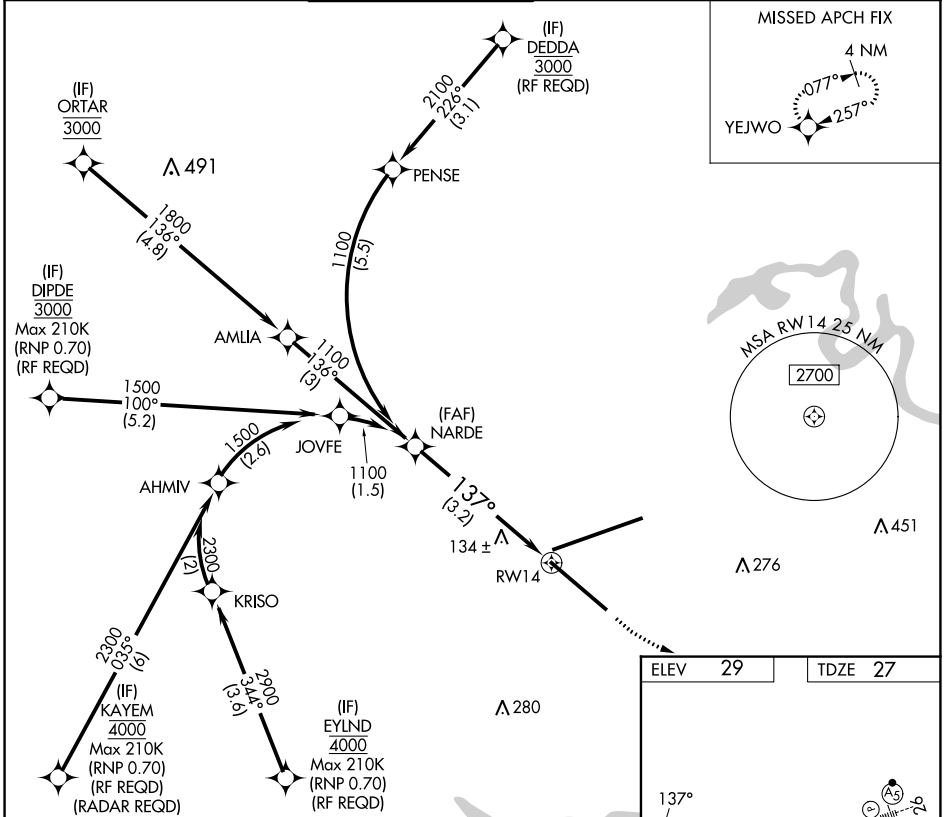 MISSED APCH FIX
4 NM
077°
257°
YEJWO
(IF)
DEDDA
3000
(RF REQD)
2100
226°
(3.1)
PENSE
(IF)
ORTAR
3000
491
1800
136°
(4.8)
1100
(5.5)
(IF)
DIPDE
3000
Max 210K
(RNP 0.70)
(RF REQD)
AMLIA
1100
136°
(3)
MSA RW14 25 NM
2700
1500
100°
(5.2)
JOVFE
(FAF)
NARDE
1500
(2.6)
1100
(1.5)
AHMIV
137°
(3.2)
134 ±
RW14
451
276
2300
(2)
KRISO
2300
035°
(6)
2900
344°
(3.6)
(IF)
KAYEM
4000
Max 210K
(RNP 0.70)
(RF REQD)
(RADAR REQD)
(IF)
EYLND
4000
Max 210K
(RNP 0.70)
(RF REQD)
280
ELEV 29
TDZE 27
137°
A5
P
26